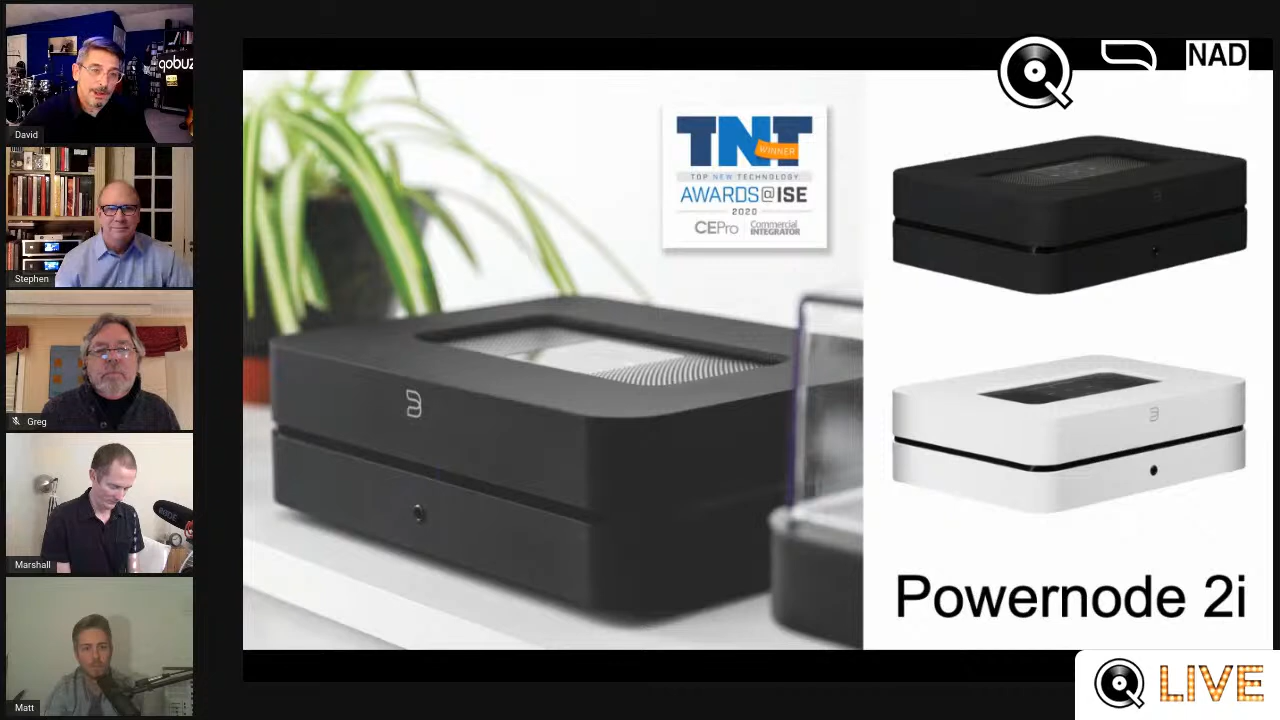 qobuz
David
Stephen
Greg
RODE
Marshall
Matt
TNT
WINNER
TOP NEW TECHNOLOGY
AWARDS@ISE
2020
CEPro
Commercial
INTEGRATOR
NAD
Powernode 2i
LIVE